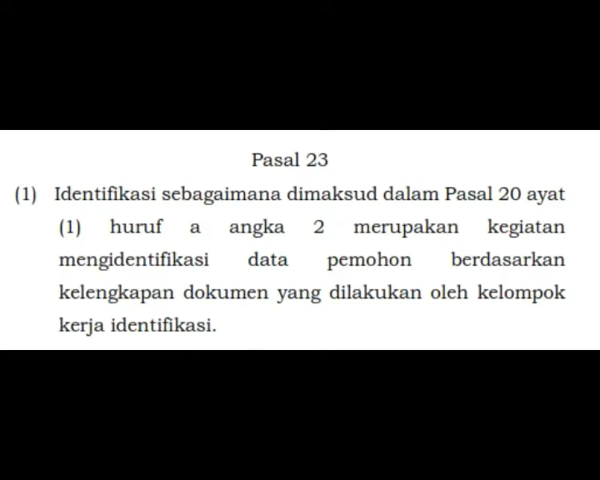 Pasal 23
(1) Identifikasi sebagaimana dimaksud dalam Pasal 20 ayat
(1) huruf a angka 2 merupakan kegiatan
mengidentifikasi data pemohon berdasarkan
kelengkapan dokumen yang dilakukan oleh kelompok
kerja identifikasi.